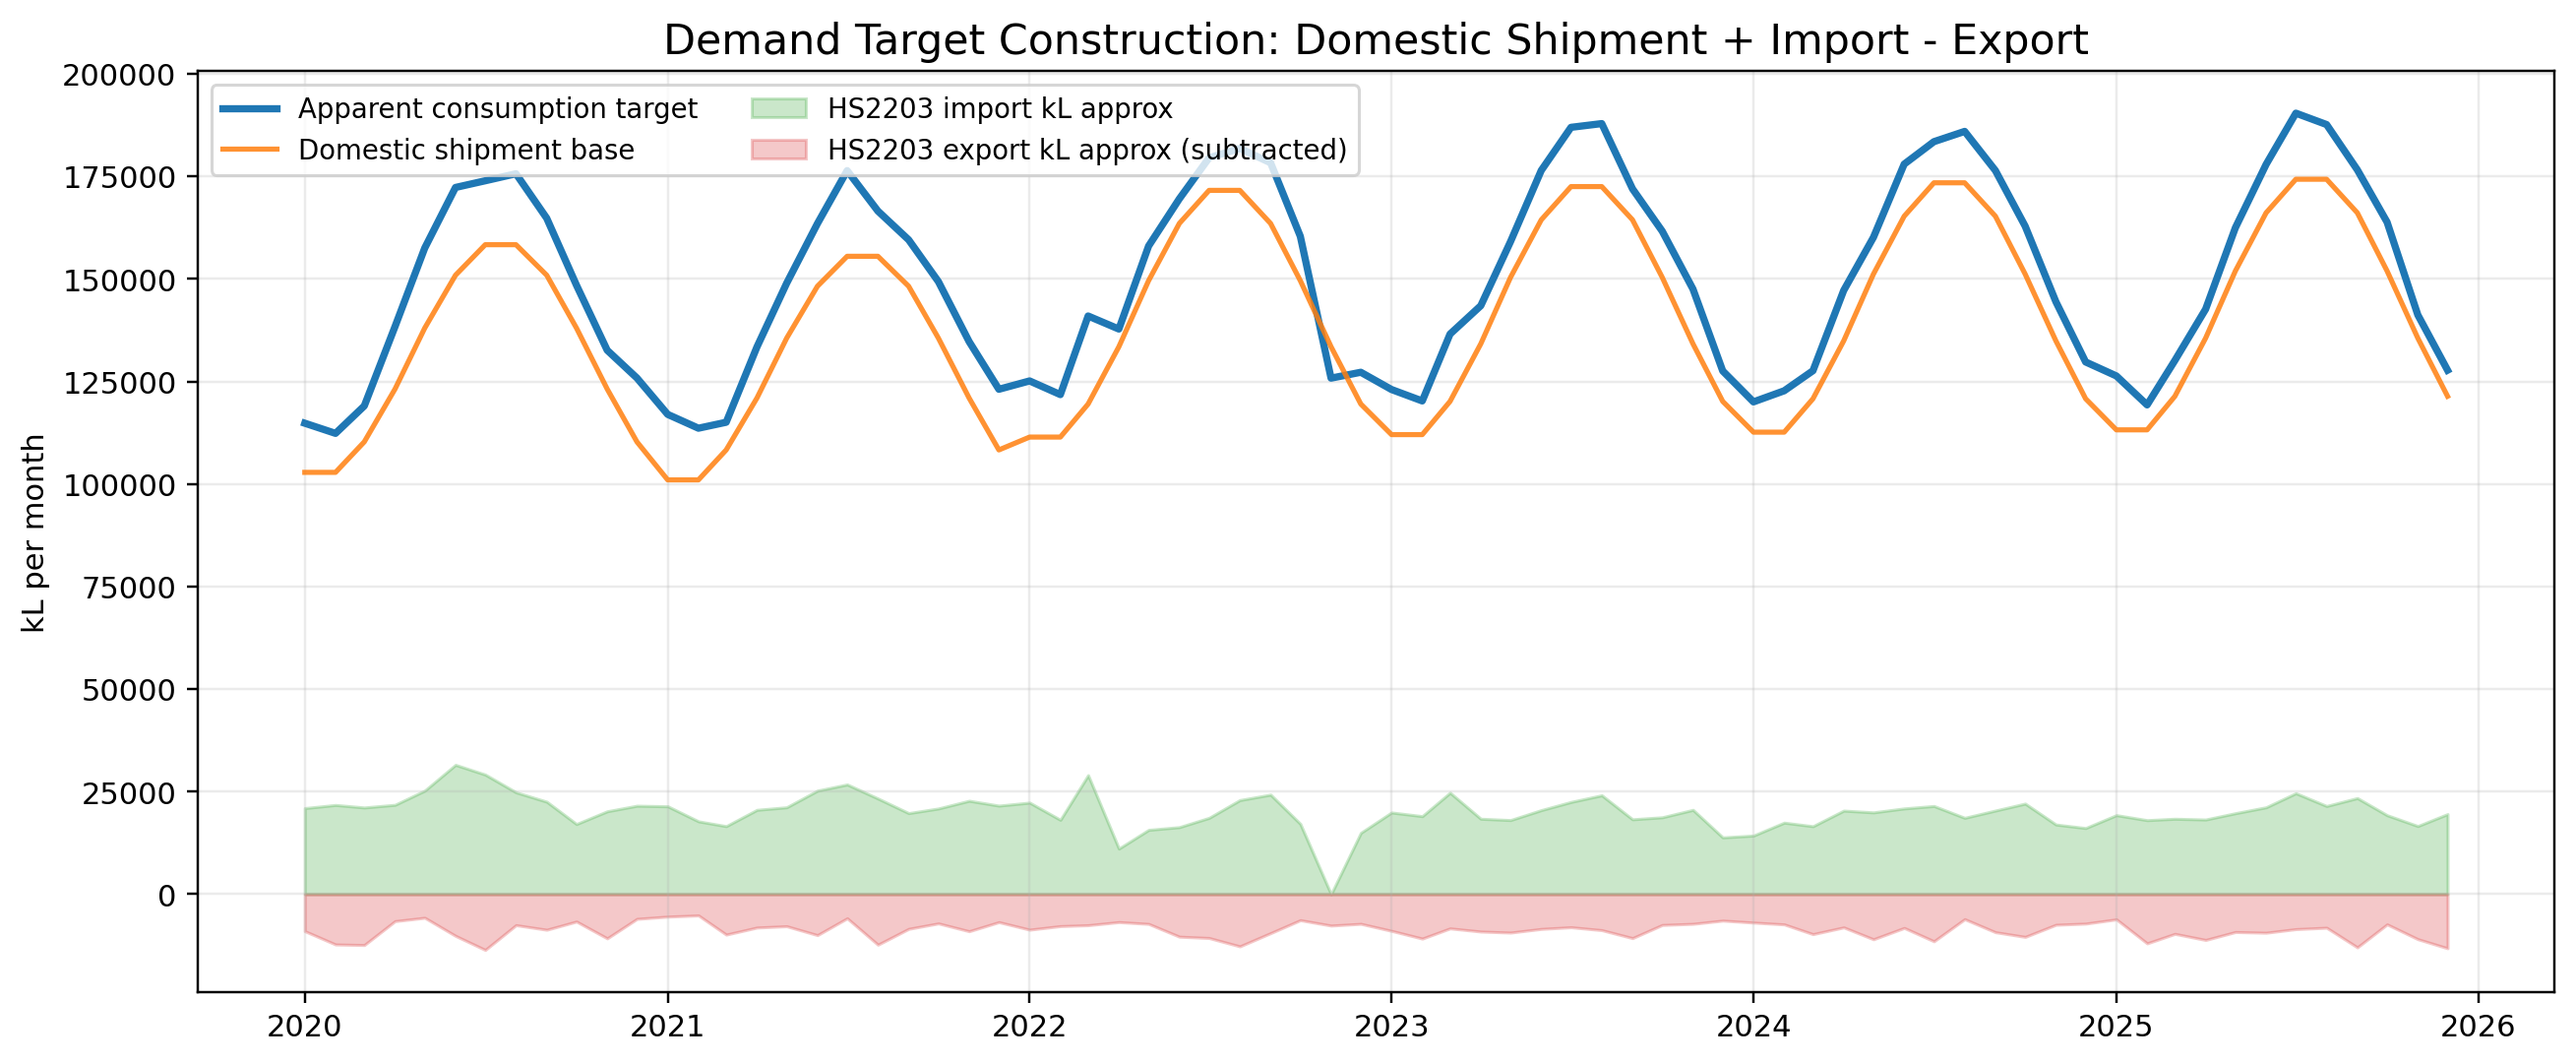 Demand Target Construction: Domestic Shipment + Import - Export
200000
175000
150000
125000
100000
75000
50000
25000
0
kL per month
Apparent consumption target
Domestic shipment base
HS2203 import kL approx
HS2203 export kL approx (subtracted)
2020
2021
2022
2023
2024
2025
2026